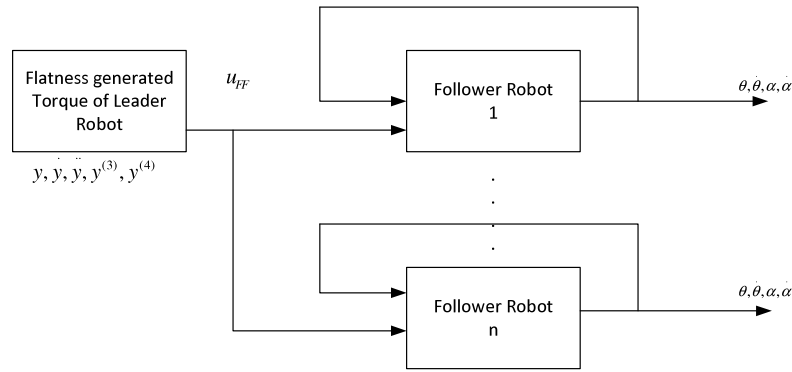 Flatness generated
Torque of Leader
Robot
y, ẏ, ÿ, y⁽³⁾, y⁽⁴⁾
u_FF
Follower Robot
1
θ, θ̇, α, α̇
Follower Robot
n
θ, θ̇, α, α̇